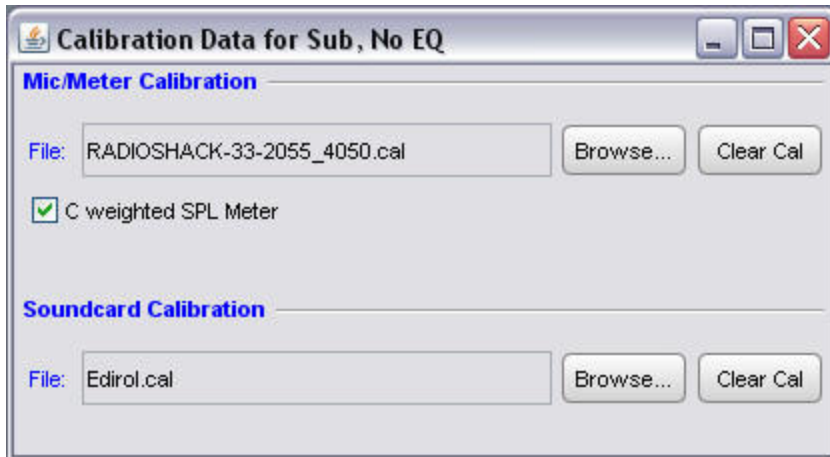 Calibration Data for Sub, No EQ
Mic/Meter Calibration
File: RADIOSHACK-33-2055_4050.cal Browse... Clear Cal
C weighted SPL Meter
Soundcard Calibration
File: Edirol.cal Browse... Clear Cal